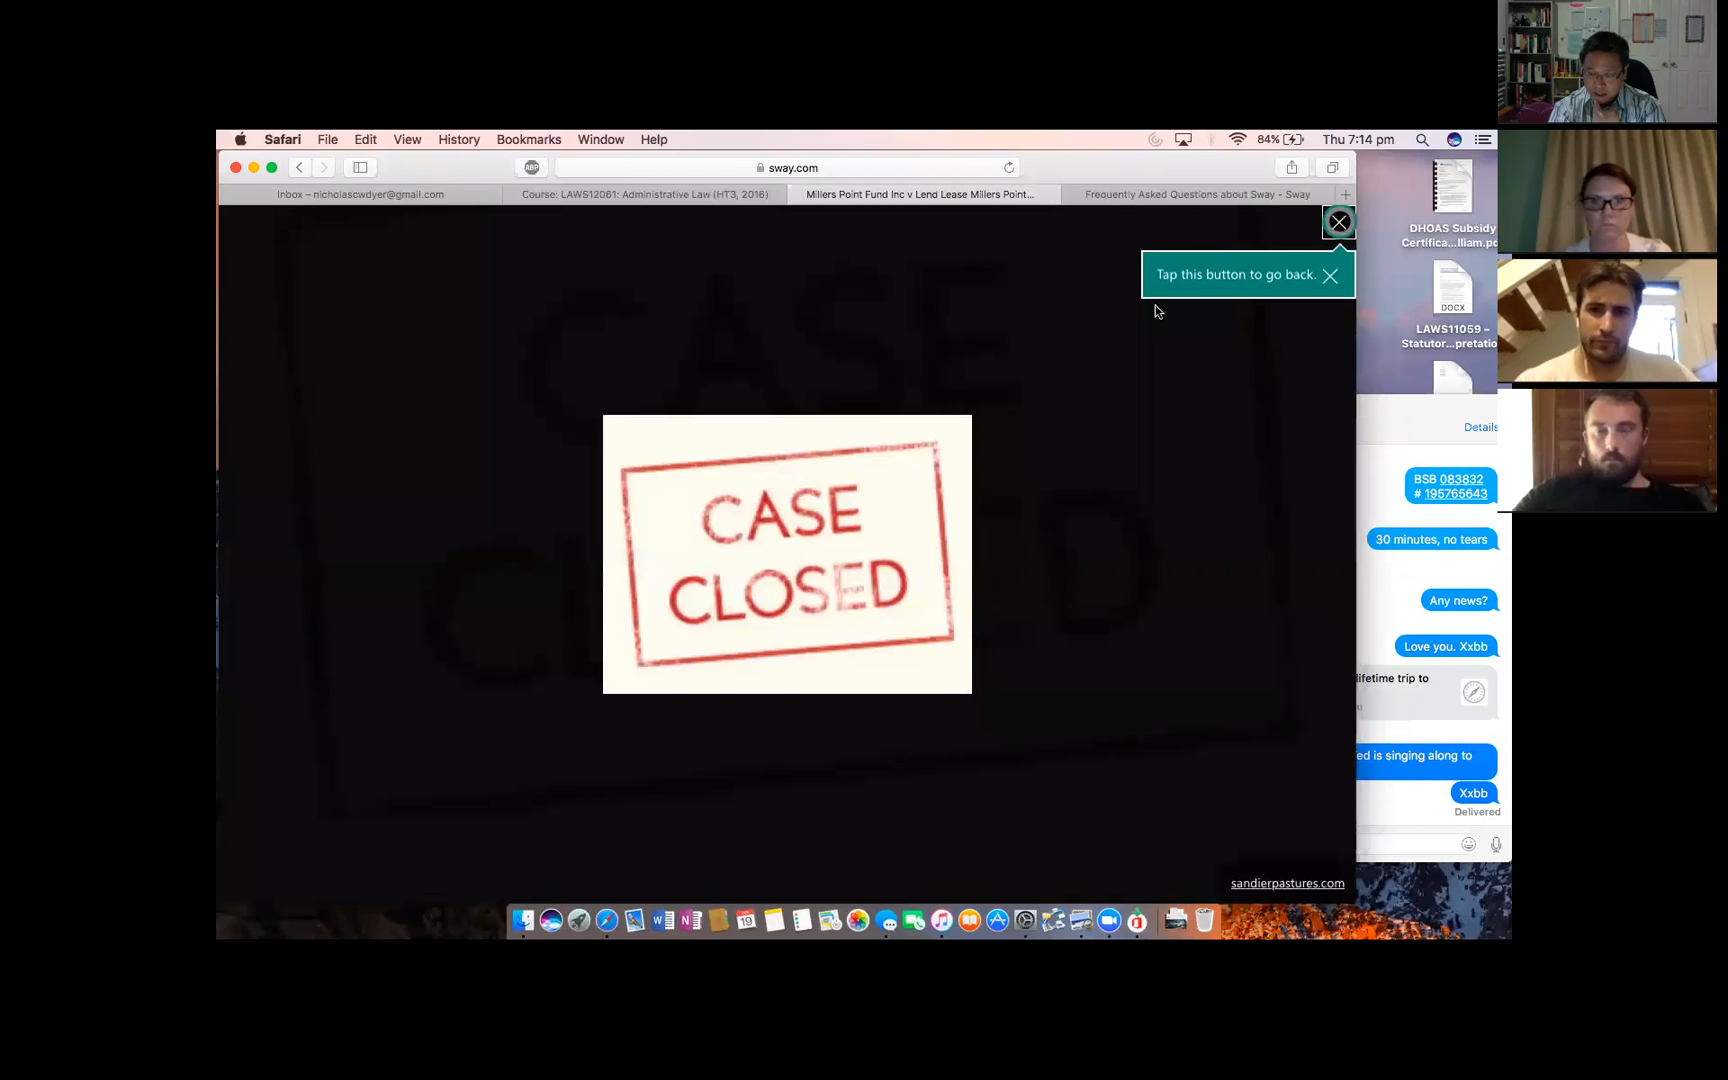 Safari File Edit View History Bookmarks Window Help
84% Thu 7:14 pm
ABP
sway.com
Inbox – nicholascwdyer@gmail.com
Course: LAWS12061: Administrative Law (HT3, 2016)
Millers Point Fund Inc v Lend Lease Millers Point...
Frequently Asked Questions about Sway - Sway
Tap this button to go back.
CASE
CLOSED
sandierpastures.com
DHOAS Subsidy
Certifica...lliam.pd
DOCX
LAWS11059 –
Statutor...pretatio
Details
BSB 083832
# 195765643
30 minutes, no tears
Any news?
Love you. Xxbb
lifetime trip to
ed is singing along to
Xxbb
Delivered
19